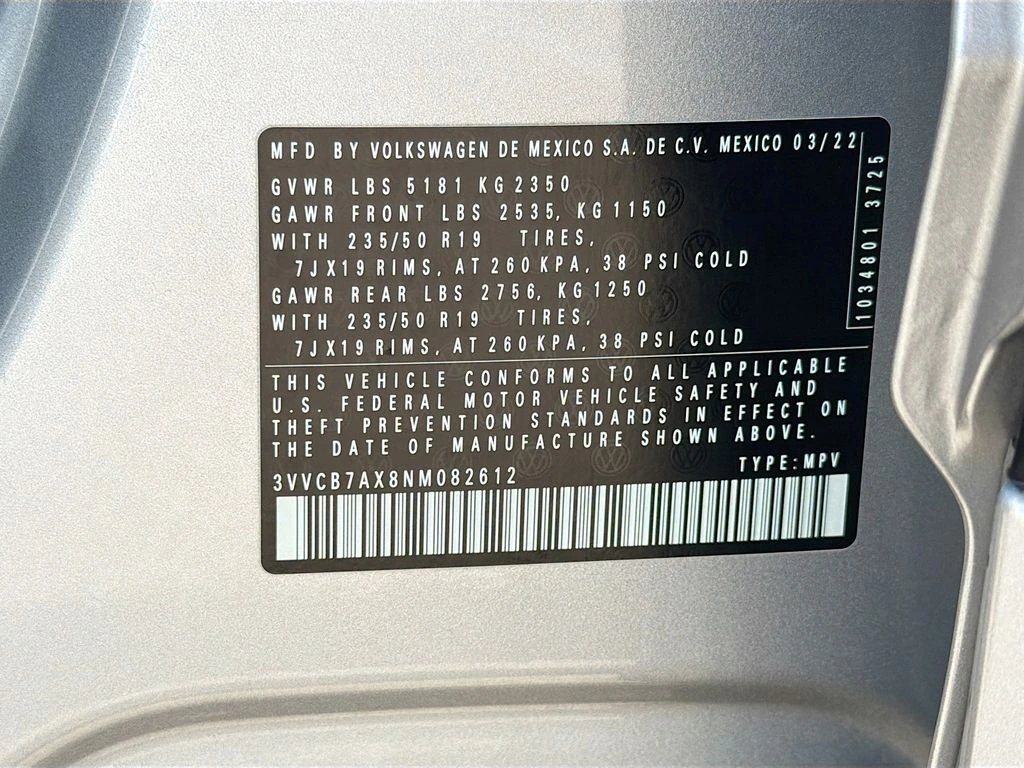 MFD BY VOLKSWAGEN DE MEXICO S.A. DE C.V. MEXICO 03/22
GVWR LBS 5181 KG 2350
GAWR FRONT LBS 2535, KG 1150
WITH 235/50 R19 TIRES,
7JX19 RIMS, AT 260 KPA, 38 PSI COLD
GAWR REAR LBS 2756, KG 1250
WITH 235/50 R19 TIRES,
7JX19 RIMS, AT 260 KPA, 38 PSI COLD
1034801 3725
THIS VEHICLE CONFORMS TO ALL APPLICABLE
U.S. FEDERAL MOTOR VEHICLE SAFETY AND
THEFT PREVENTION STANDARDS IN EFFECT ON
THE DATE OF MANUFACTURE SHOWN ABOVE.
3VVCB7AX8NM082612 TYPE: MPV